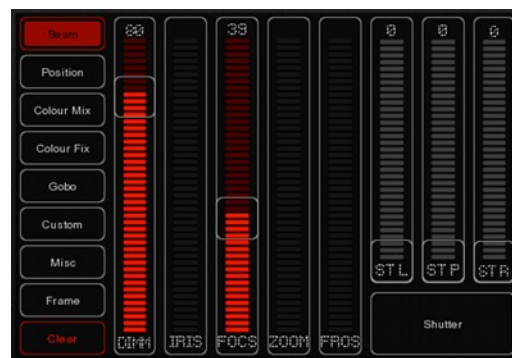 Beam
Position
Colour Mix
Colour Fix
Gobo
Custom
Misc
Frame
Clear
80
DIMM
IRIS
39
FOCS
ZOOM
FROS
0
STL
0
STP
0
STR
Shutter